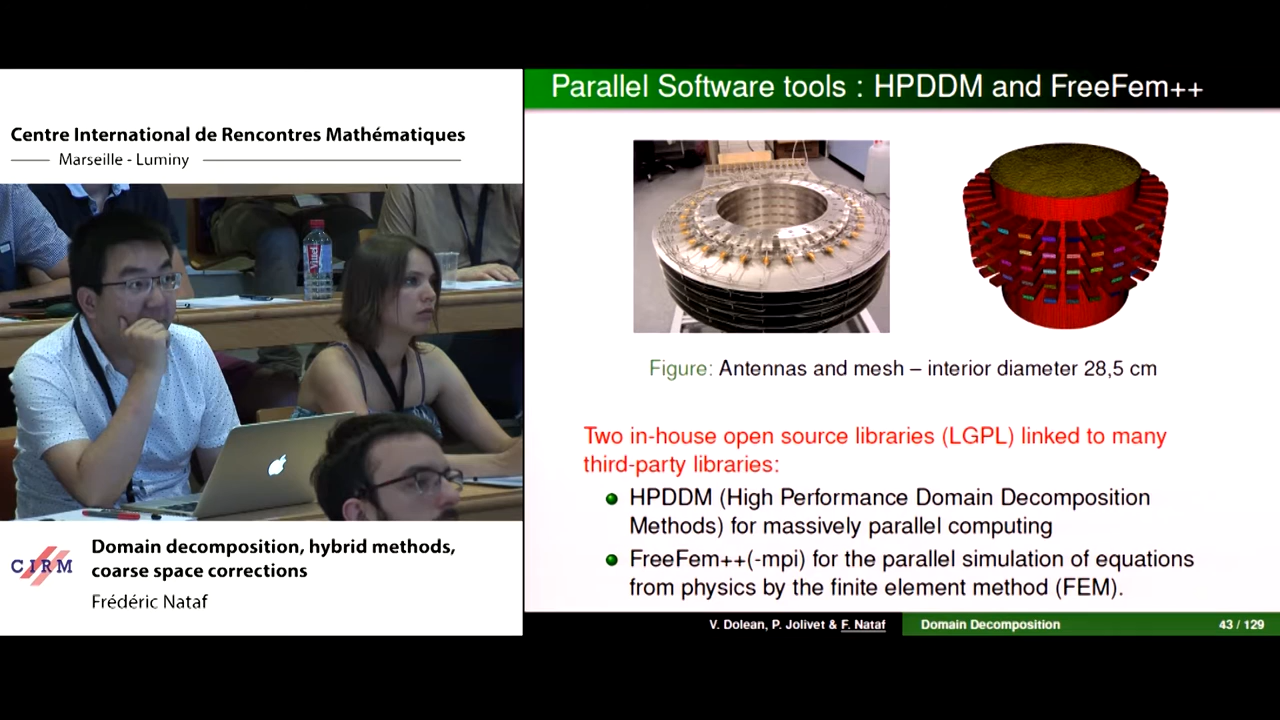 Centre International de Rencontres Mathématiques
Marseille - Luminy
Vittel
CIRM
Domain decomposition, hybrid methods,
coarse space corrections
Frédéric Nataf
Parallel Software tools : HPDDM and FreeFem++
Figure: Antennas and mesh – interior diameter 28,5 cm
Two in-house open source libraries (LGPL) linked to many
third-party libraries:
HPDDM (High Performance Domain Decomposition
Methods) for massively parallel computing
FreeFem++(-mpi) for the parallel simulation of equations
from physics by the finite element method (FEM).
V. Dolean, P. Jolivet & F. Nataf
Domain Decomposition
43 / 129